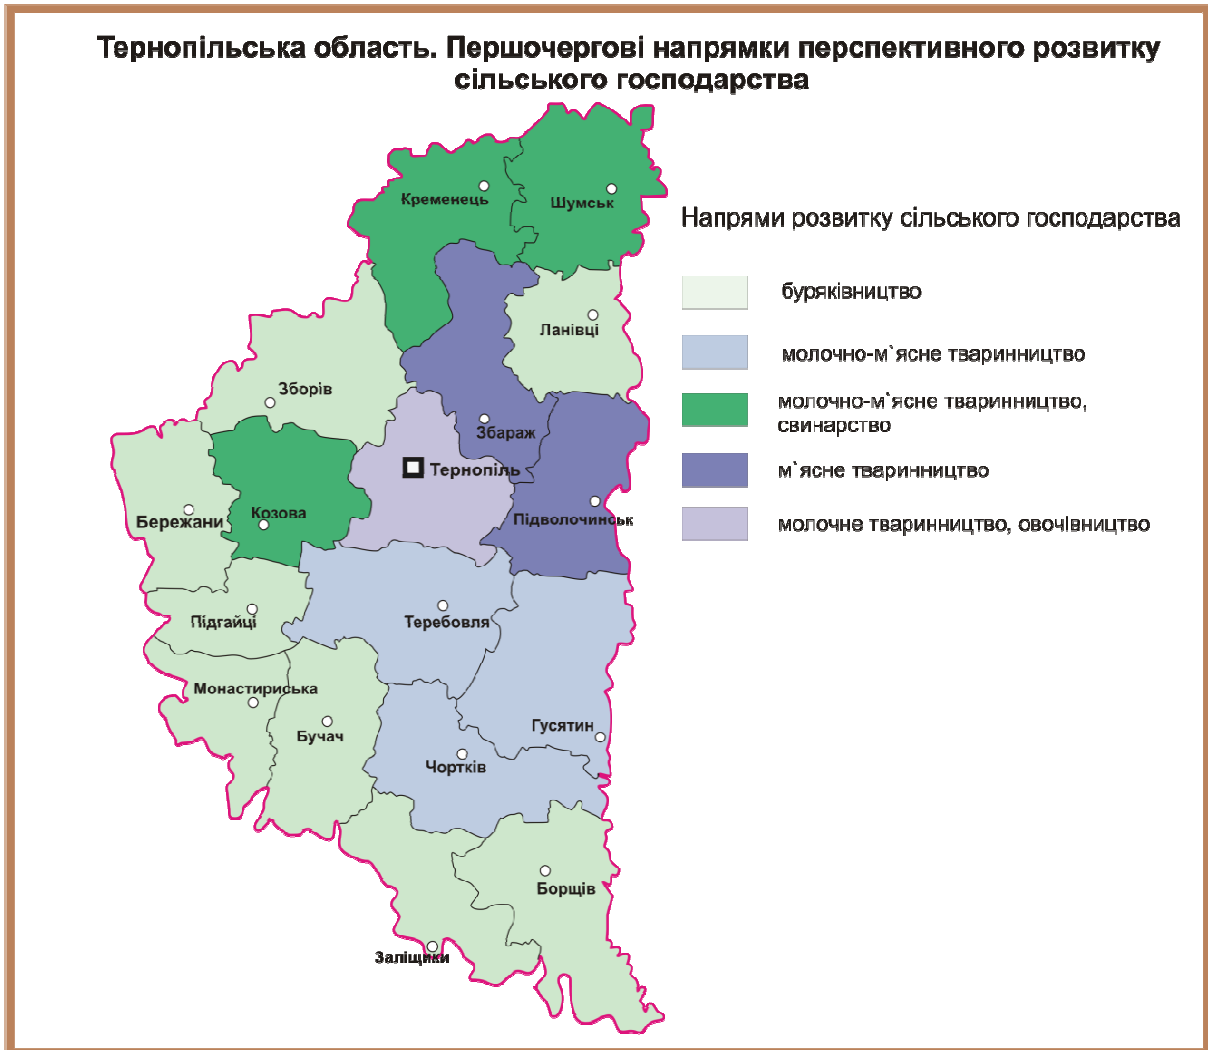 Тернопільська область. Першочергові напрямки перспективного розвитку
сільського господарства
Кременець
Шумськ
Напрями розвитку сільського господарства
буряківництво
Ланівці
молочно-м`ясне тваринництво
Зборів
молочно-м`ясне тваринництво,
свинарство
Збараж
Тернопіль
м`ясне тваринництво
Козова
Бережани
Підволочинськ
молочне тваринництво, овочівництво
Підгайці
Теребовля
Монастириська
Гусятин
Бучач
Чортків
Борщів
Заліщики